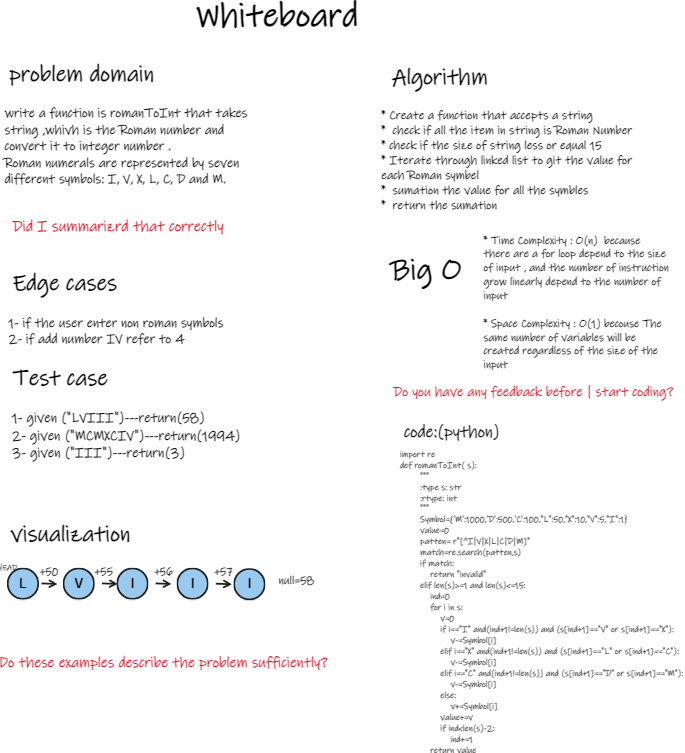 Whiteboard
problem domain
write a function is romanToInt that takes
string ,whivh is the Roman number and
convert it to integer number .
Roman numerals are represented by seven
different symbols: I, V, X, L, C, D and M.
Did I summarizrd that correctly
Edge cases
1- if the user enter non roman symbols
2- if add number IV refer to 4
Test case
1- given ("LVIII")---return(58)
2- given ("MCMXCIV")---return(1994)
3- given ("III")---return(3)
visualization
HEAD
L +50 V +55 I +56 I +57 I null=58
Do these examples describe the problem sufficiently?
Algorithm
* Create a function that accepts a string
* check if all the item in string is Roman Number
* check if the size of string less or equal 15
* Iterate through linked list to git the value for
each Roman symbel
* sumation the value for all the symbles
* return the sumation
Big O
* Time Complexity : O(n) because
there are a for loop depend to the size
of input , and the number of instruction
grow linearly depend to the number of
input
* Space Complexity : O(1) becouse The
same number of variables will be
created regardless of the size of the
input
Do you have any feedback before I start coding?
code:(python)
import re
def romanToInt( s):
"""
:type s: str
:rtype: int
"""
Symbol={'M':1000,'D':500,'C':100,"L":50,"X":10,"V":5,"I":1}
value=0
patten= r"[^I|V|X|L|C|D|M]"
match=re.search(patten,s)
if match:
return "invalid"
elif len(s)>=1 and len(s)<=15:
ind=0
for i in s:
v=0
if i=="I" and(ind+1!=len(s)) and (s[ind+1]=="V" or s[ind+1]=="X"):
v-=Symbol[i]
elif i=="X" and(ind+1!=len(s)) and (s[ind+1]=="L" or s[ind+1]=="C"):
v-=Symbol[i]
elif i=="C" and(ind+1!=len(s)) and (s[ind+1]=="D" or s[ind+1]=="M"):
v-=Symbol[i]
else:
v+=Symbol[i]
value+=v
if ind<len(s)-2:
ind+=1
return value